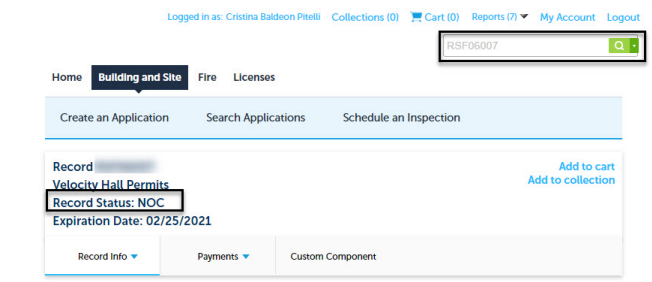 Logged in as: Cristina Baldeon Pitelli Collections (0) Cart (0) Reports (7) My Account Logout
RSF06007
Home Building and Site Fire Licenses
Create an Application Search Applications Schedule an Inspection
Record
Add to cart
Velocity Hall Permits
Add to collection
Record Status: NOC
Expiration Date: 02/25/2021
Record Info Payments Custom Component